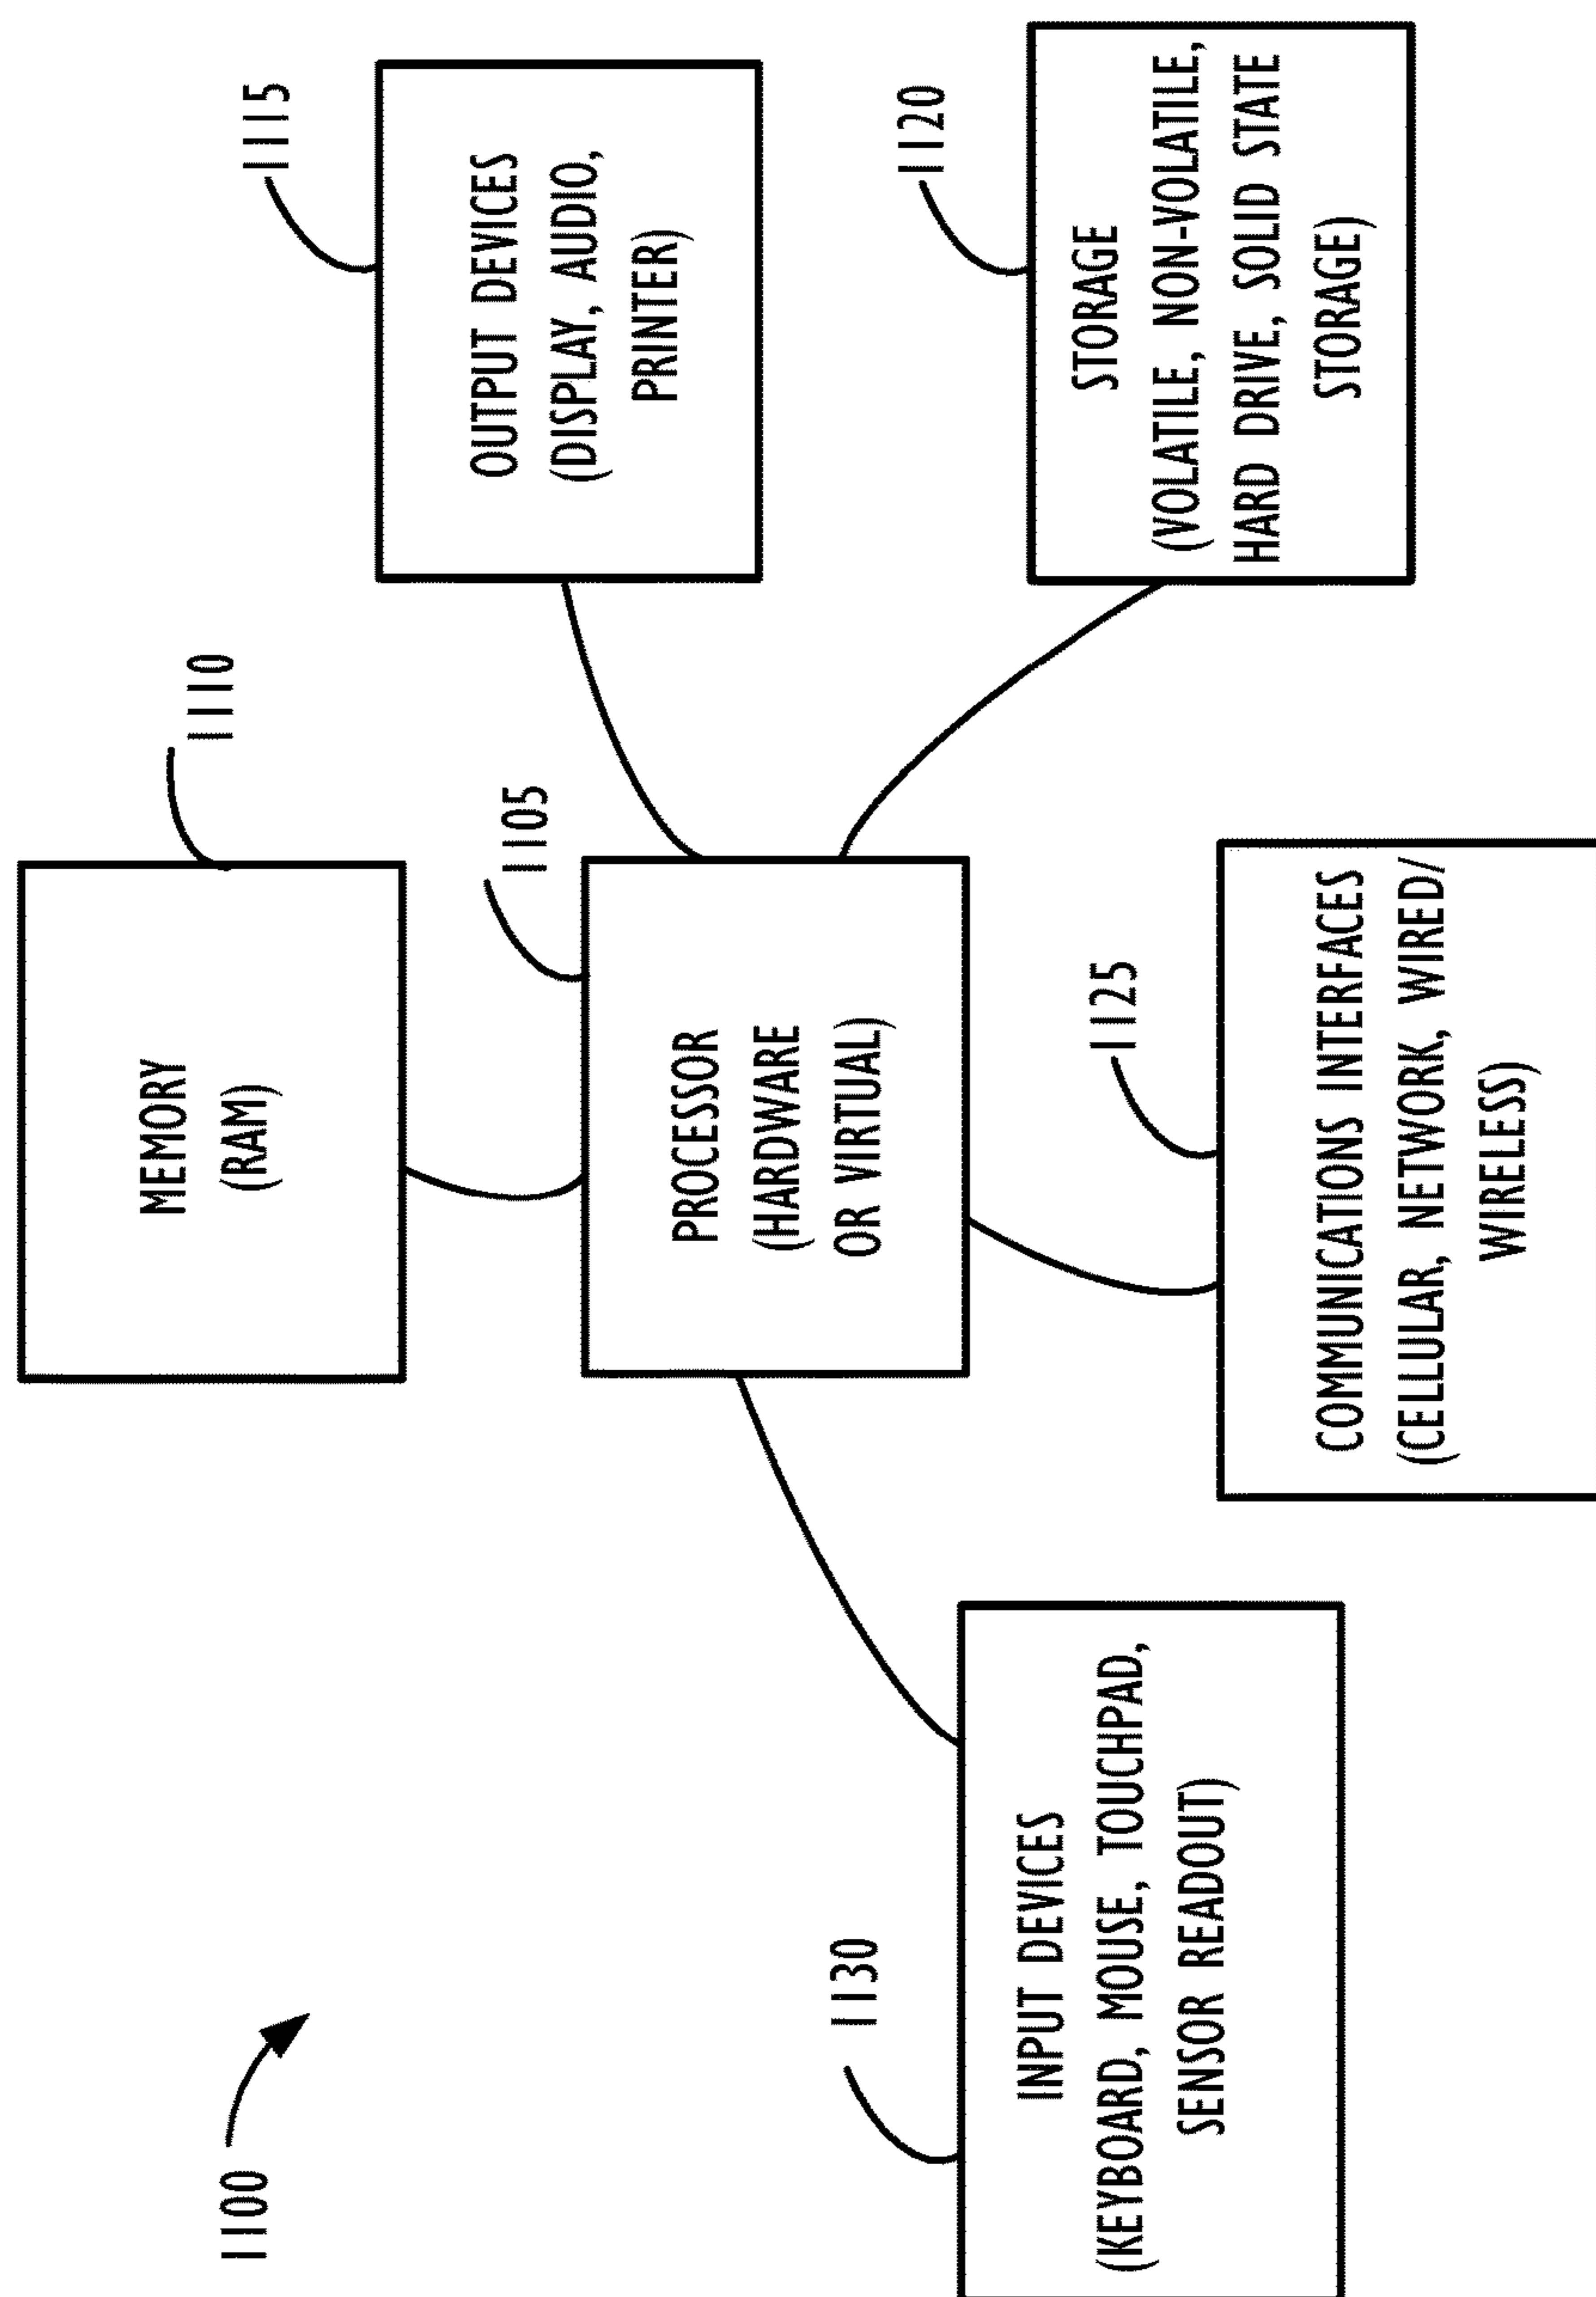 1100
1110
MEMORY
(RAM)
1115
OUTPUT DEVICES
(DISPLAY, AUDIO,
PRINTER)
1105
PROCESSOR
(HARDWARE
OR VIRTUAL)
1130
INPUT DEVICES
(KEYBOARD, MOUSE, TOUCHPAD,
SENSOR READOUT)
1125
COMMUNICATIONS INTERFACES
(CELLULAR, NETWORK, WIRED/
WIRELESS)
1120
STORAGE
(VOLATILE, NON-VOLATILE,
HARD DRIVE, SOLID STATE
STORAGE)